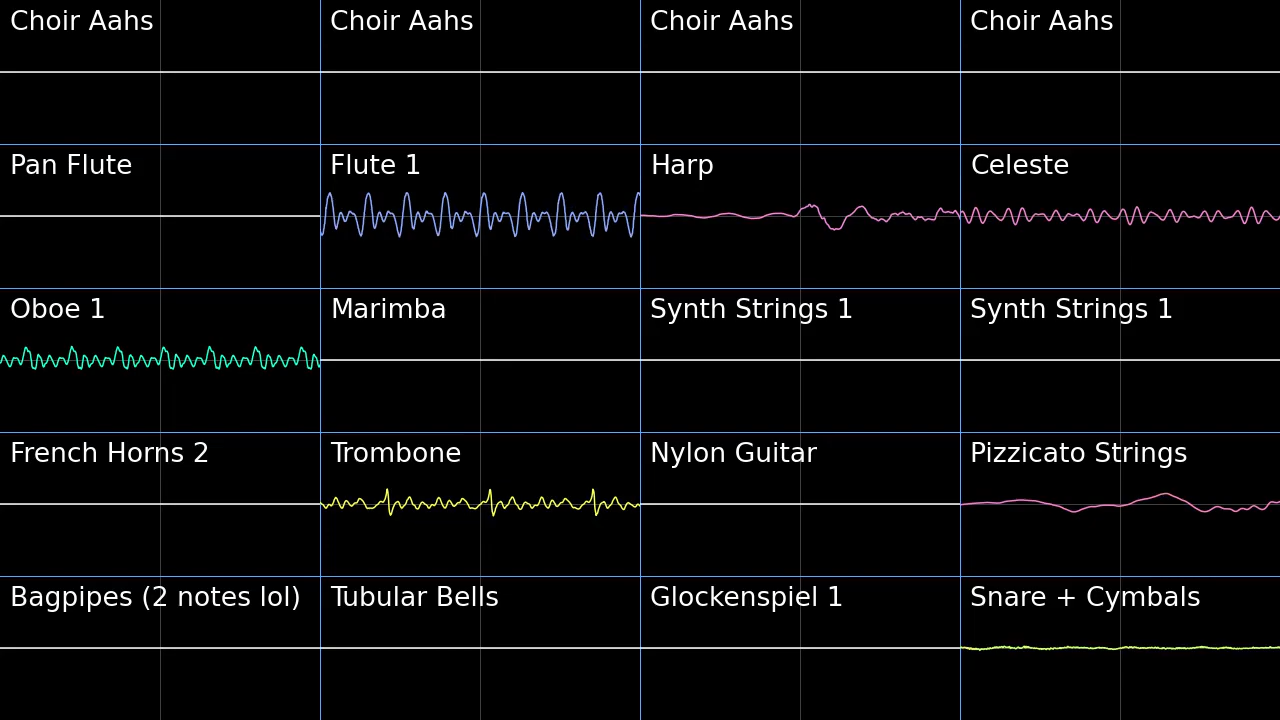 Choir Aahs
Choir Aahs
Choir Aahs
Choir Aahs
Pan Flute
Flute 1
Harp
Celeste
Oboe 1
Marimba
Synth Strings 1
Synth Strings 1
French Horns 2
Trombone
Nylon Guitar
Pizzicato Strings
Bagpipes (2 notes lol)
Tubular Bells
Glockenspiel 1
Snare + Cymbals